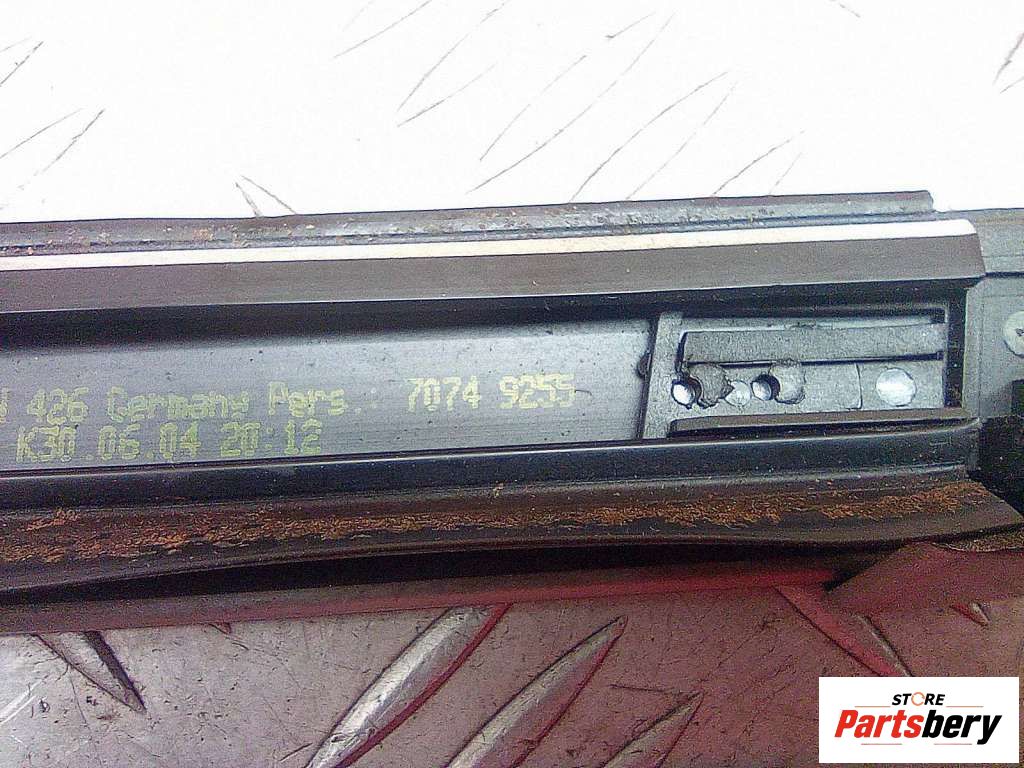 426 Germany Pers.: 7074 9255
K30.06.04 20:12
STORE
Partsbery